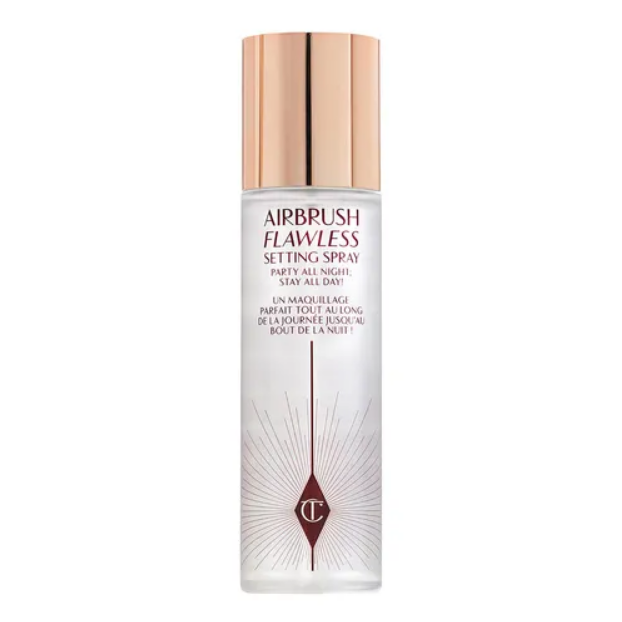 AIRBRUSH
FLAWLESS
SETTING SPRAY
PARTY ALL NIGHT;
STAY ALL DAY!
UN MAQUILLAGE
PARFAIT TOUT AU LONG
DE LA JOURNÉE JUSQU'AU
BOUT DE LA NUIT !
CT